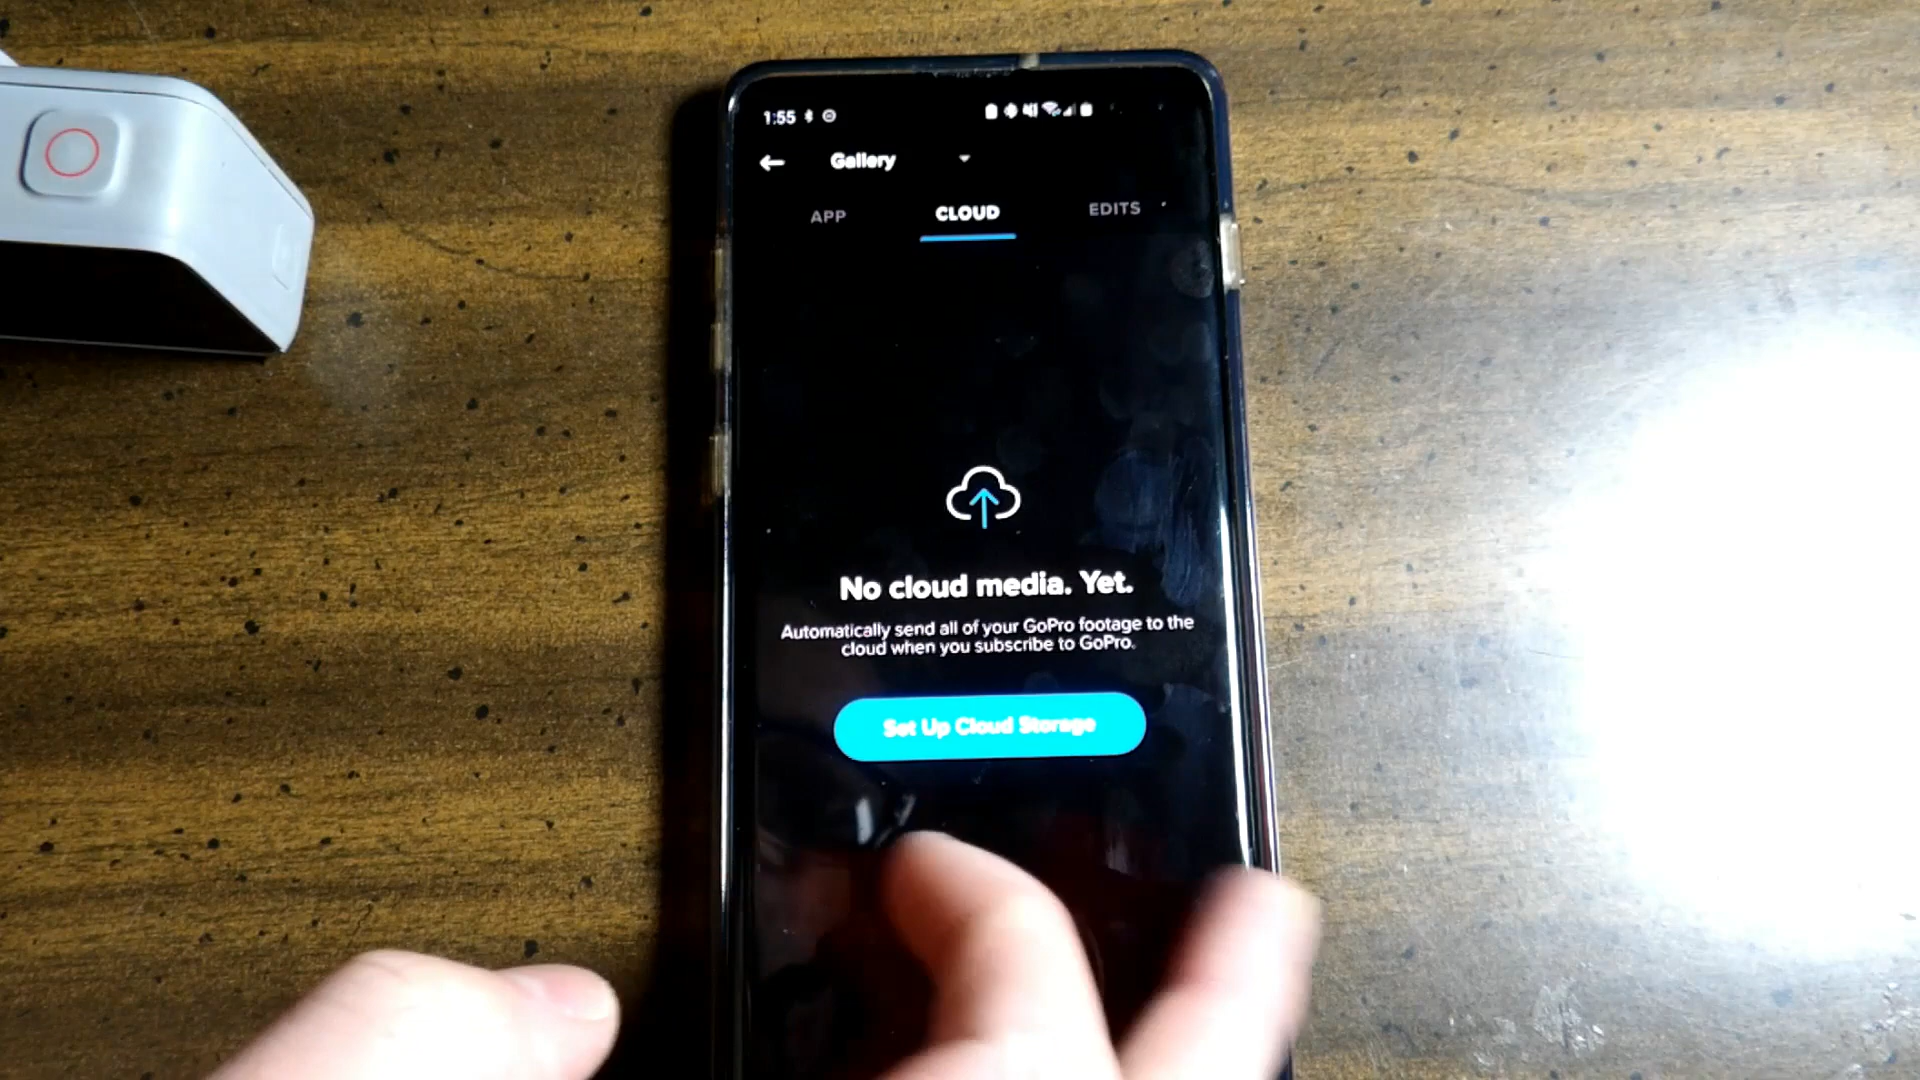 1:55
Gallery
APP CLOUD EDITS
No cloud media. Yet.
Automatically send all of your GoPro footage to the
cloud when you subscribe to GoPro.
Set Up Cloud Storage